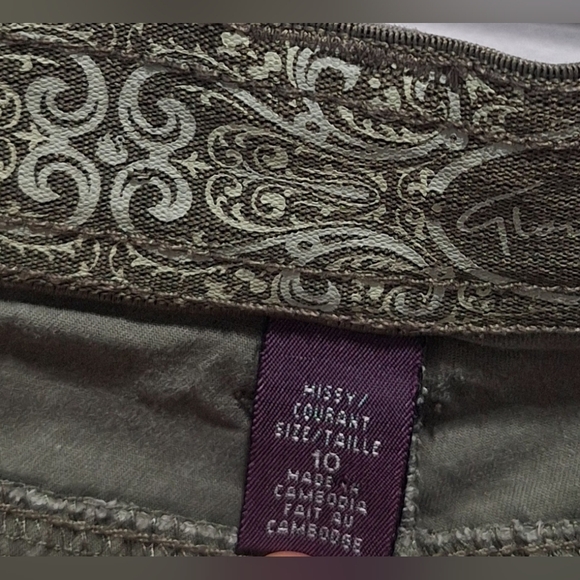 MISSY/
COURANT
SIZE/TAILLE
10
MADE IN
CAMBODIA
FAIT AU
CAMBODGE